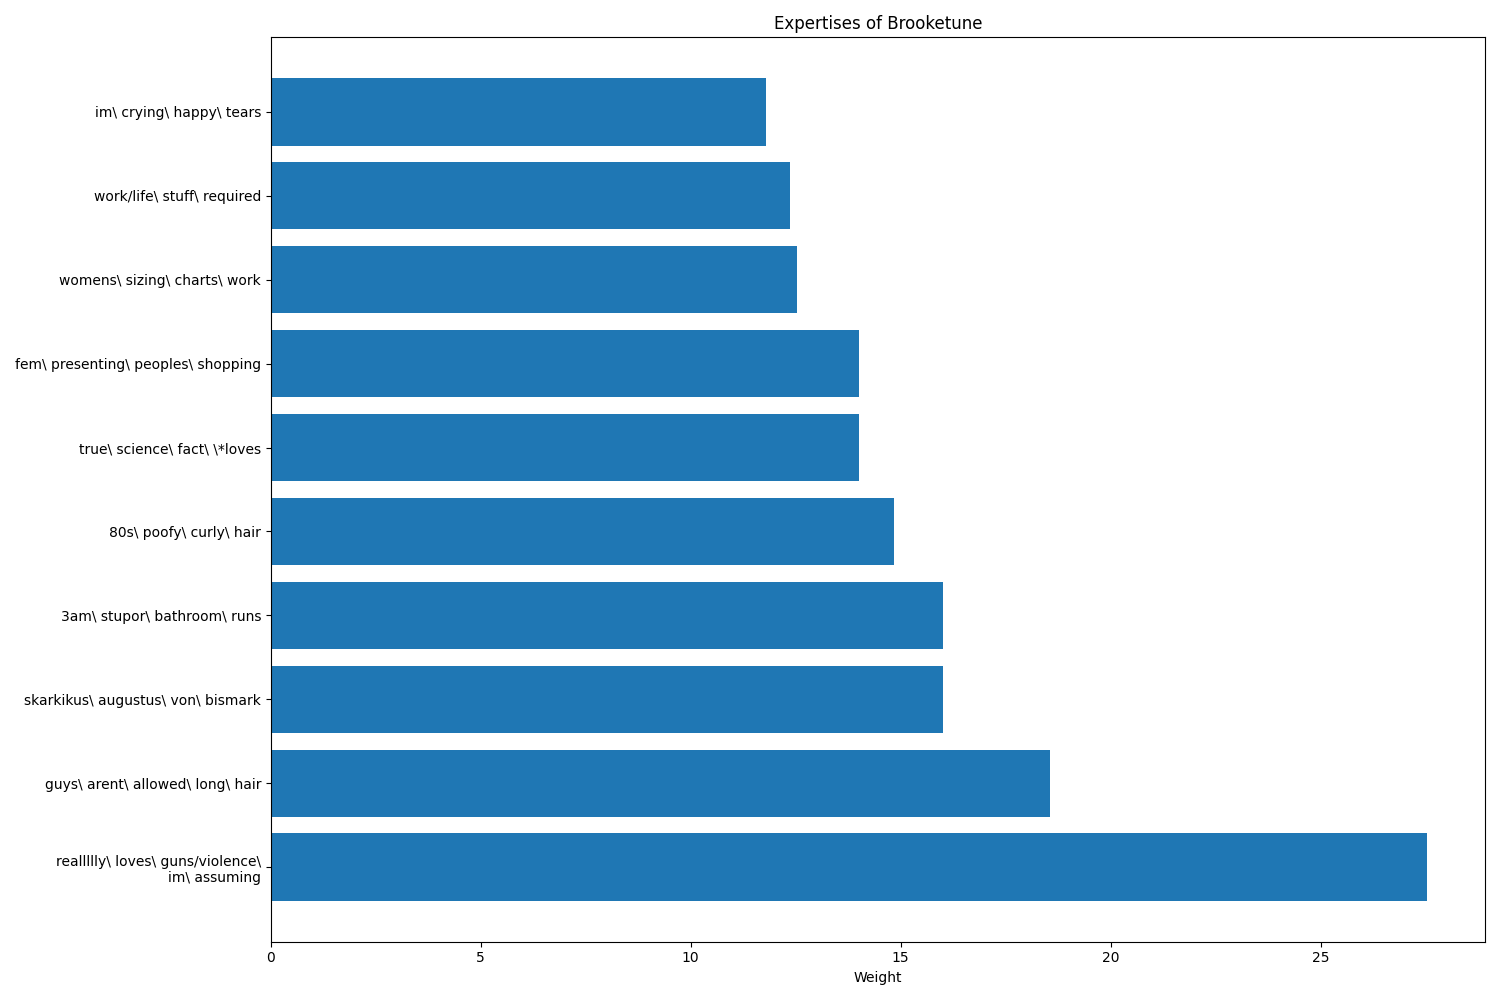 Expertises of Brooketune
im\ crying\ happy\ tears
work/life\ stuff\ required
womens\ sizing\ charts\ work
fem\ presenting\ peoples\ shopping
true\ science\ fact\ \*loves
80s\ poofy\ curly\ hair
3am\ stupor\ bathroom\ runs
skarkikus\ augustus\ von\ bismark
guys\ arent\ allowed\ long\ hair
reallllly\ loves\ guns/violence\
im\ assuming
0 5 10 15 20 25
Weight